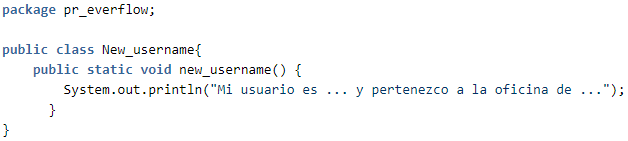 package pr_everflow;
public class New_username{
public static void new_username() {
System.out.println("Mi usuario es ... y pertenezco a la oficina de ...");
}
}